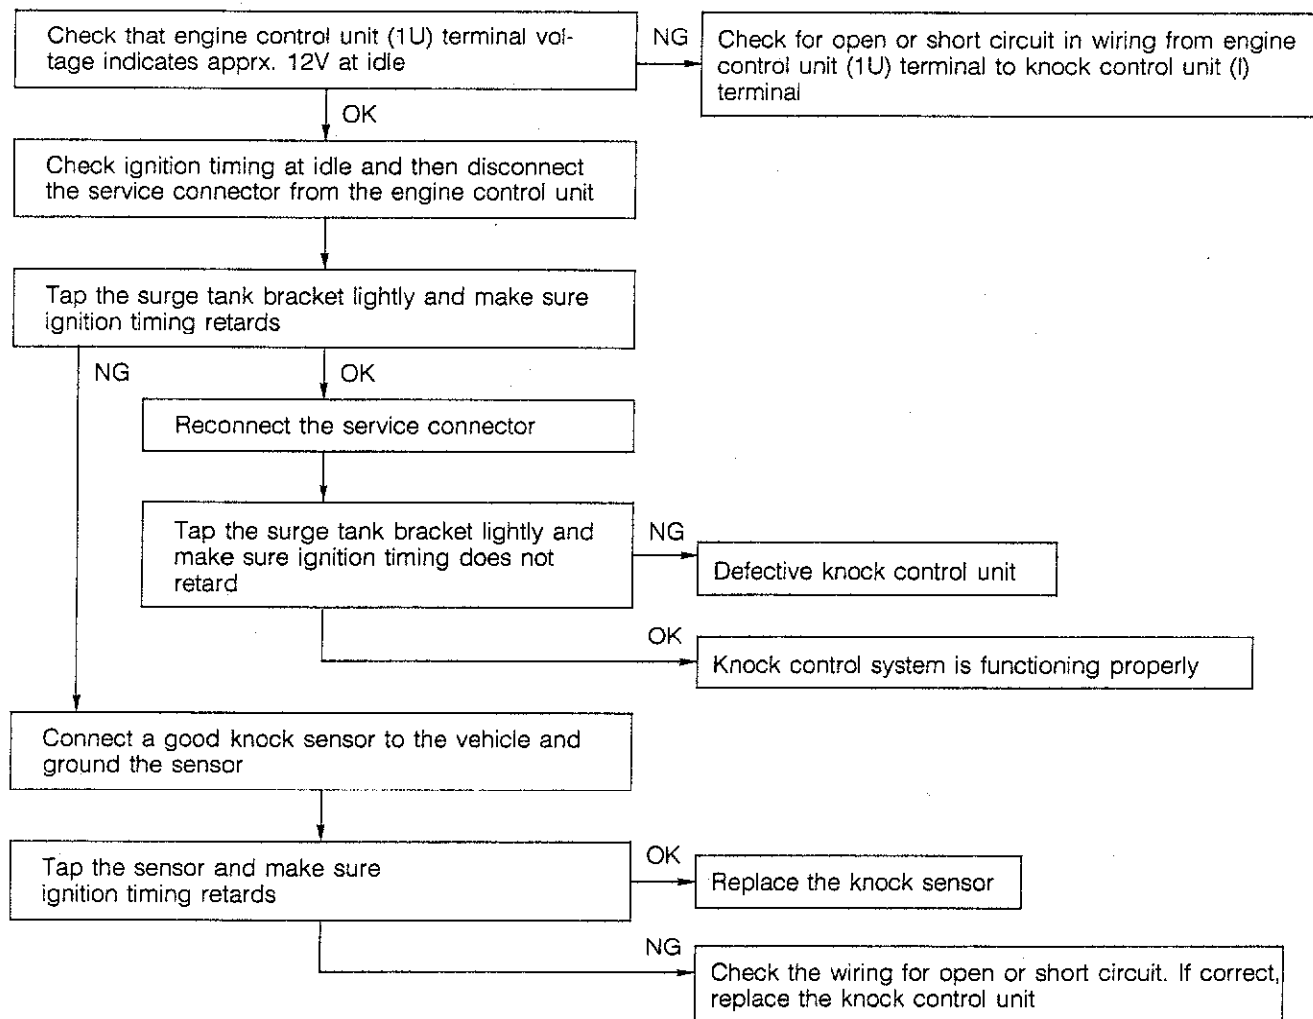 Check that engine control unit (1U) terminal vol-
tage indicates apprx. 12V at idle
NG
Check for open or short circuit in wiring from engine
control unit (1U) terminal to knock control unit (I)
terminal
OK
Check ignition timing at idle and then disconnect
the service connector from the engine control unit
Tap the surge tank bracket lightly and make sure
ignition timing retards
NG
OK
Reconnect the service connector
Tap the surge tank bracket lightly and
make sure ignition timing does not
retard
NG
Defective knock control unit
OK
Knock control system is functioning properly
Connect a good knock sensor to the vehicle and
ground the sensor
Tap the sensor and make sure
ignition timing retards
OK
Replace the knock sensor
NG
Check the wiring for open or short circuit. If correct,
replace the knock control unit